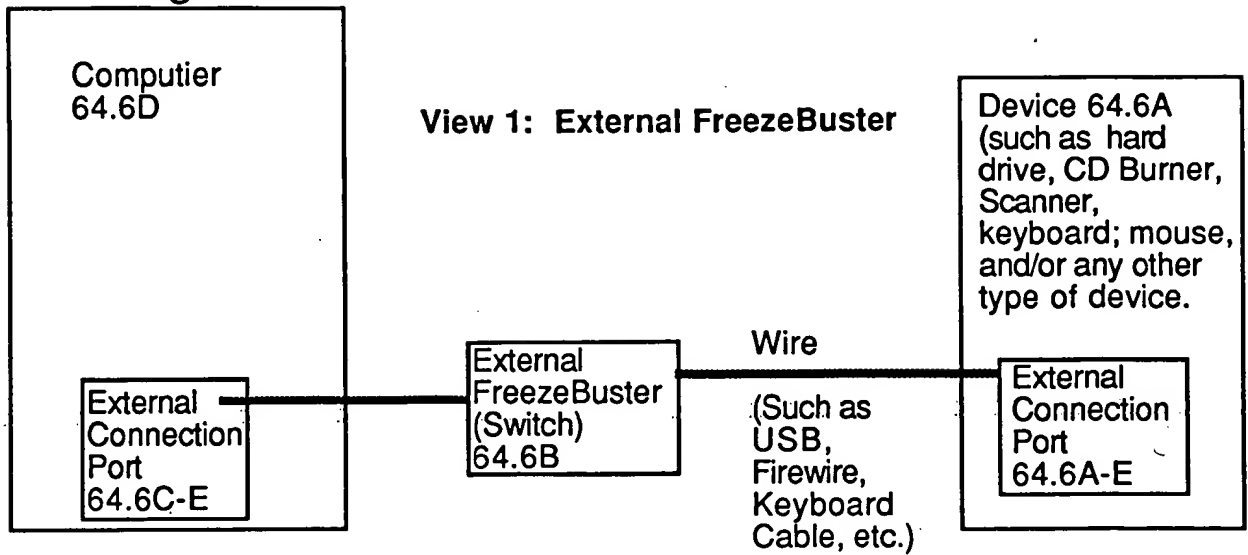 Computier
64.6D
View 1: External FreezeBuster
Device 64.6A
(such as hard
drive, CD Burner,
Scanner,
keyboard; mouse,
and/or any other
type of device.
External
Connection
Port
64.6C-E
External
FreezeBuster
(Switch)
64.6B
Wire
(Such as
USB,
Firewire,
Keyboard
Cable, etc.)
External
Connection
Port
64.6A-E